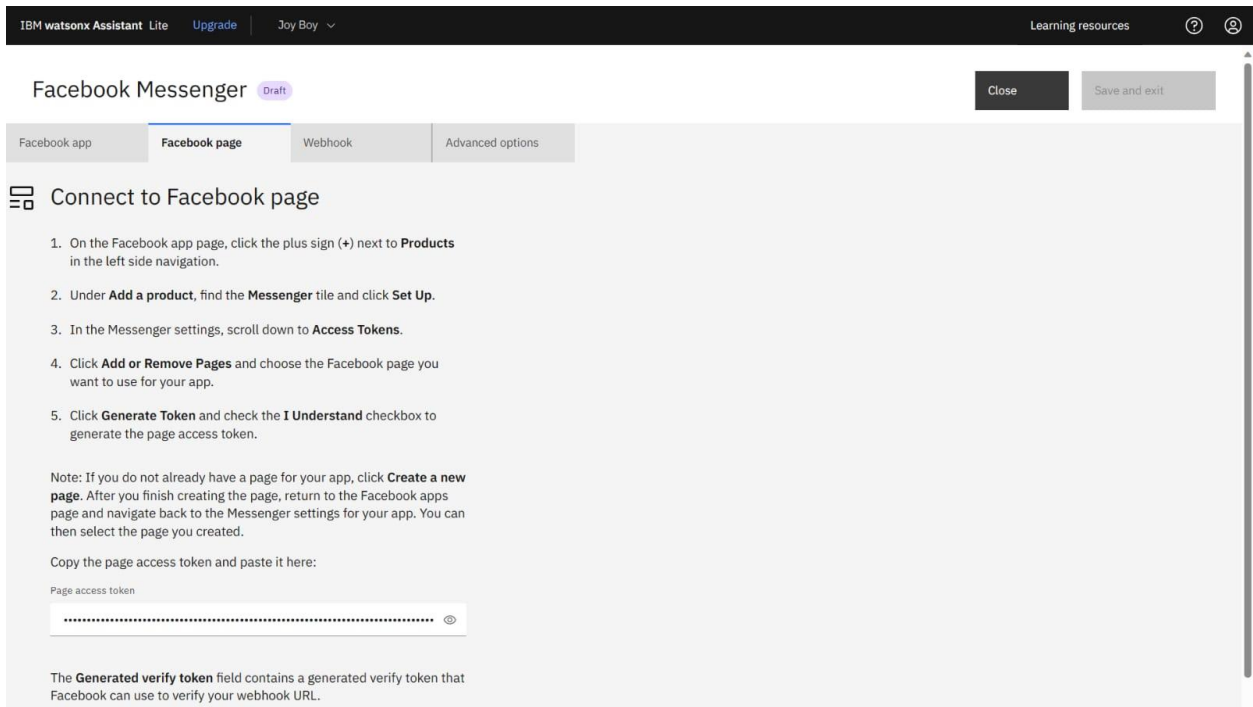 IBM watsonx Assistant Lite Upgrade Joy Boy Learning resources
Facebook Messenger Draft Close Save and exit
Facebook app Facebook page Webhook Advanced options
Connect to Facebook page
1. On the Facebook app page, click the plus sign (+) next to Products
in the left side navigation.
2. Under Add a product, find the Messenger tile and click Set Up.
3. In the Messenger settings, scroll down to Access Tokens.
4. Click Add or Remove Pages and choose the Facebook page you
want to use for your app.
5. Click Generate Token and check the I Understand checkbox to
generate the page access token.
Note: If you do not already have a page for your app, click Create a new
page. After you finish creating the page, return to the Facebook apps
page and navigate back to the Messenger settings for your app. You can
then select the page you created.
Copy the page access token and paste it here:
Page access token
The Generated verify token field contains a generated verify token that
Facebook can use to verify your webhook URL.